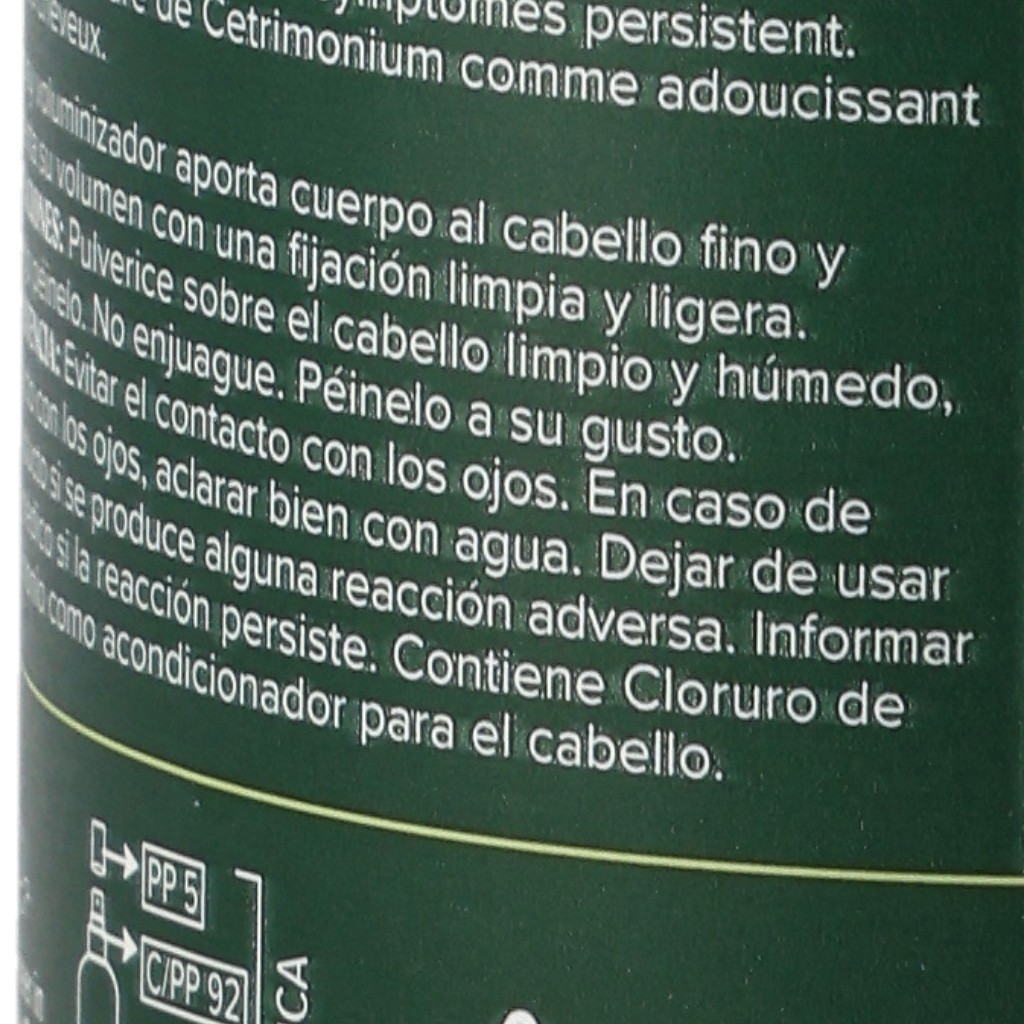 symptomes persistent.
de Cetrimonium comme adoucissant
cheveux.
voluminizador aporta cuerpo al cabello fino y
su volumen con una fijación limpia y ligera.
Pulverice sobre el cabello limpio y húmedo,
péinelo. No enjuague. Péinelo a su gusto.
Evitar el contacto con los ojos. En caso de
con los ojos, aclarar bien con agua. Dejar de usar
si se produce alguna reacción adversa. Informar
si la reacción persiste. Contiene Cloruro de
como acondicionador para el cabello.
PP 5
C/PP 92